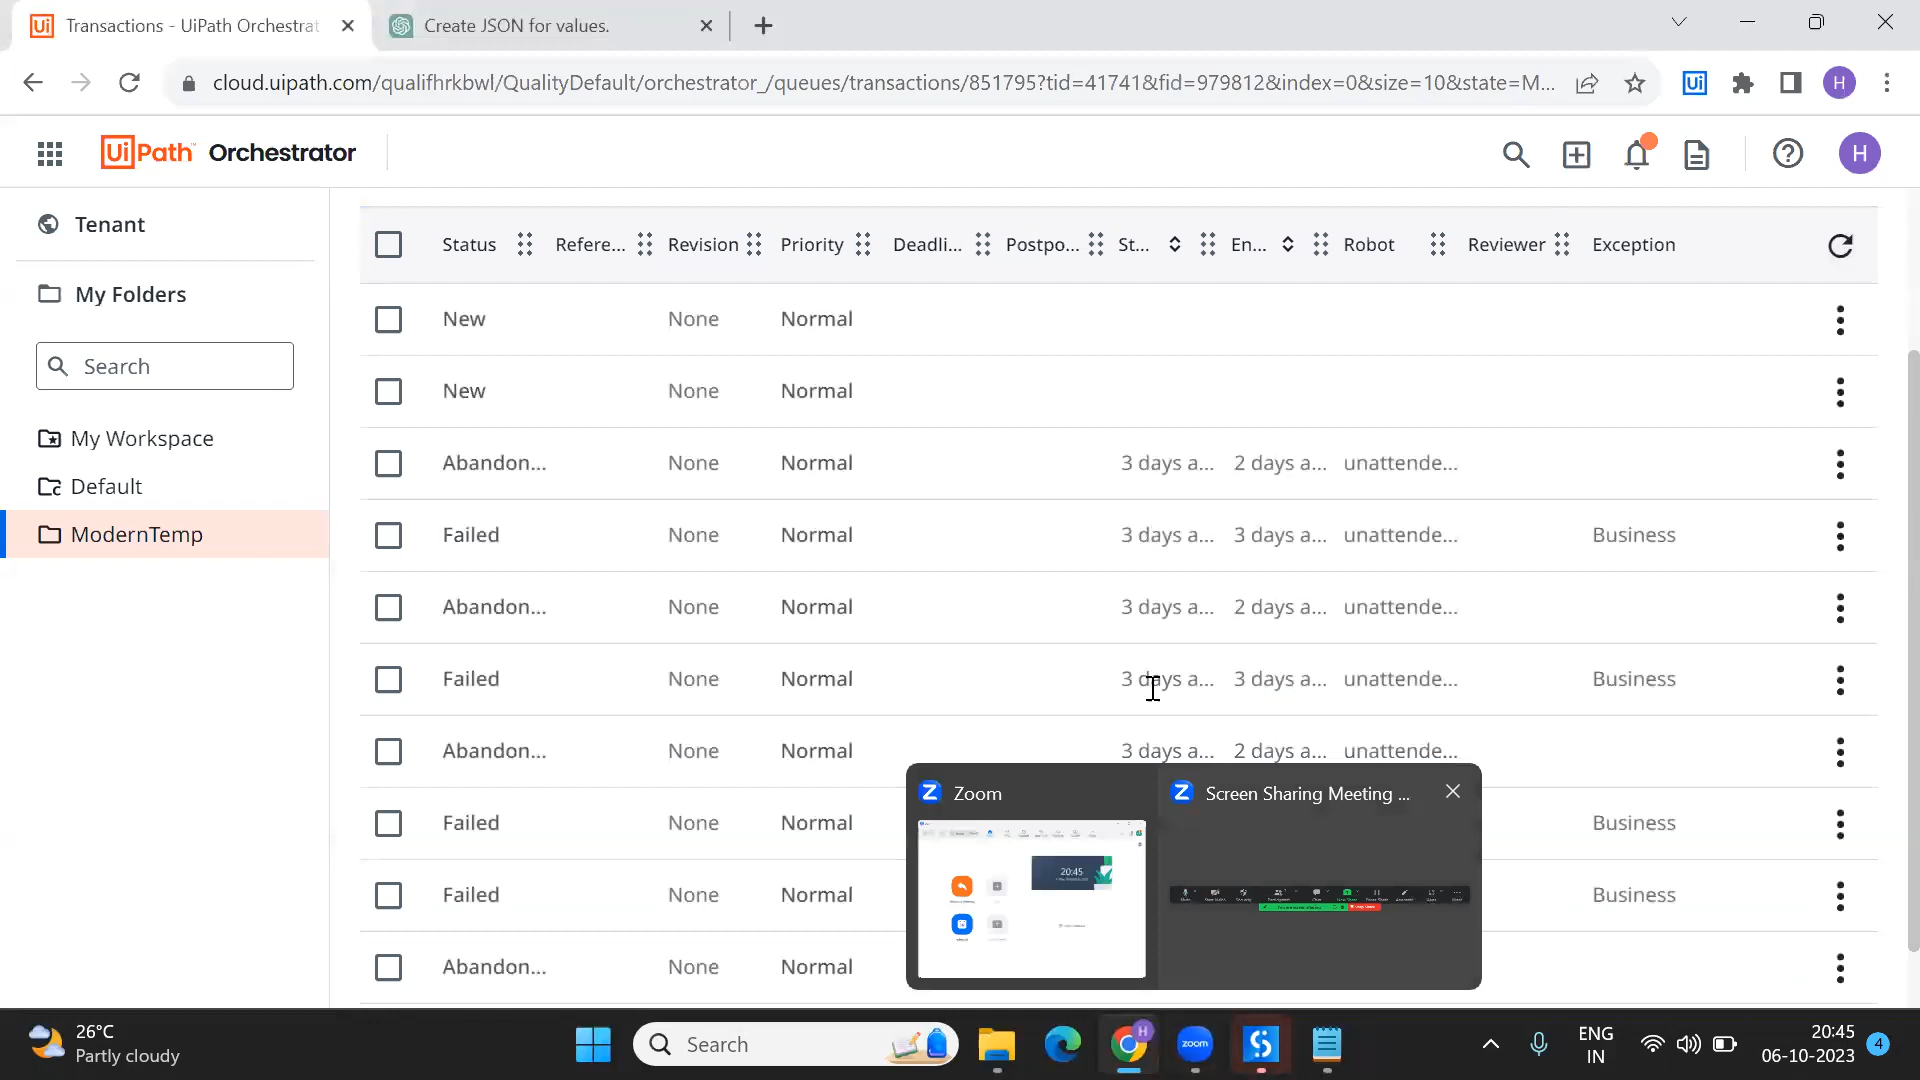 Transactions - UiPath Orchestrat
Create JSON for values.
cloud.uipath.com/qualifhrkbwl/QualityDefault/orchestrator_/queues/transactions/851795?tid=41741&fid=979812&index=0&size=10&state=M...
H
UiPath Orchestrator
H
Tenant
My Folders
Search
My Workspace
Default
ModernTemp
Status Refere... Revision Priority Deadli... Postpo... St... En... Robot Reviewer Exception
New None Normal
New None Normal
Abandon... None Normal 3 days a... 2 days a... unattende...
Failed None Normal 3 days a... 3 days a... unattende... Business
Abandon... None Normal 3 days a... 2 days a... unattende...
Failed None Normal 3 days a... 3 days a... unattende... Business
Abandon... None Normal 3 days a... 2 days a... unattende...
Failed None Normal Business
Failed None Normal Business
Abandon... None Normal
Zoom
Screen Sharing Meeting ...
20:45
26°C
Partly cloudy
Search
zoom
ENG
IN
20:45
06-10-2023
4